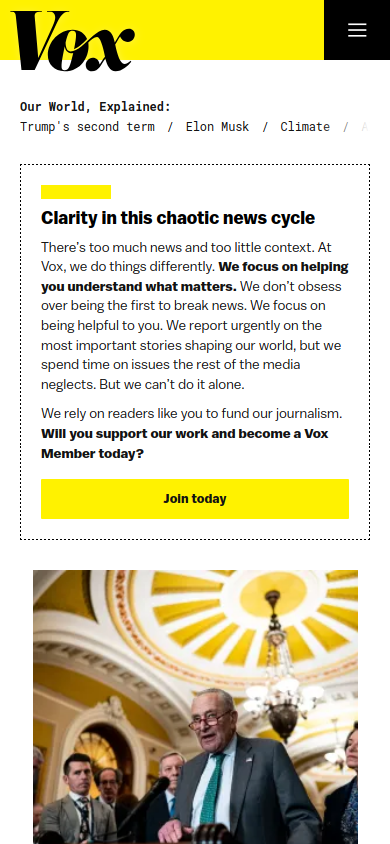 Vox
Our World, Explained:
Trump's second term / Elon Musk / Climate /
Clarity in this chaotic news cycle
There's too much news and too little context. At
Vox, we do things differently. We focus on helping
you understand what matters. We don't obsess
over being the first to break news. We focus on
being helpful to you. We report urgently on the
most important stories shaping our world, but we
spend time on issues the rest of the media
neglects. But we can't do it alone.
We rely on readers like you to fund our journalism.
Will you support our work and become a Vox
Member today?
Join today